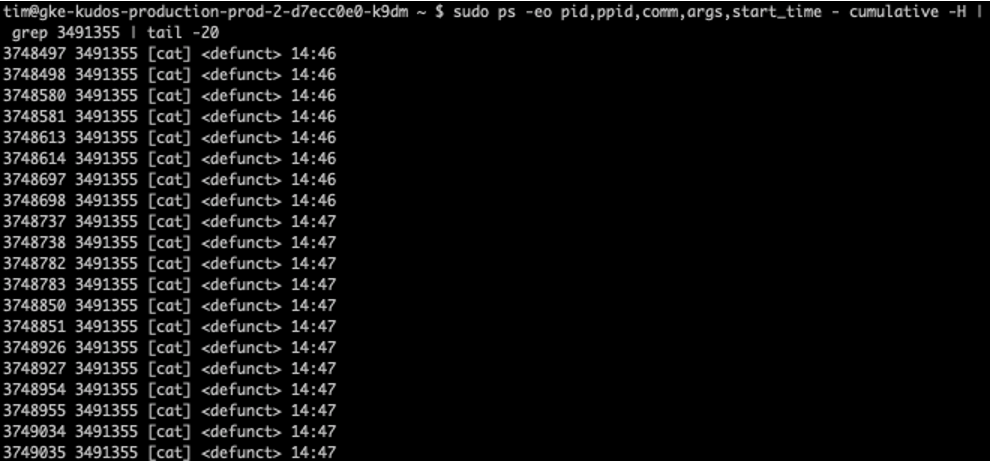 tim@gke-kudos-production-prod-2-d7ecc0e0-k9dm ~ $ sudo ps -eo pid,ppid,comm,args,start_time - cumulative -H |
grep 3491355 | tail -20
3748497 3491355 [cat] <defunct> 14:46
3748498 3491355 [cat] <defunct> 14:46
3748580 3491355 [cat] <defunct> 14:46
3748581 3491355 [cat] <defunct> 14:46
3748613 3491355 [cat] <defunct> 14:46
3748614 3491355 [cat] <defunct> 14:46
3748697 3491355 [cat] <defunct> 14:46
3748698 3491355 [cat] <defunct> 14:46
3748737 3491355 [cat] <defunct> 14:47
3748738 3491355 [cat] <defunct> 14:47
3748782 3491355 [cat] <defunct> 14:47
3748783 3491355 [cat] <defunct> 14:47
3748850 3491355 [cat] <defunct> 14:47
3748851 3491355 [cat] <defunct> 14:47
3748926 3491355 [cat] <defunct> 14:47
3748927 3491355 [cat] <defunct> 14:47
3748954 3491355 [cat] <defunct> 14:47
3748955 3491355 [cat] <defunct> 14:47
3749034 3491355 [cat] <defunct> 14:47
3749035 3491355 [cat] <defunct> 14:47